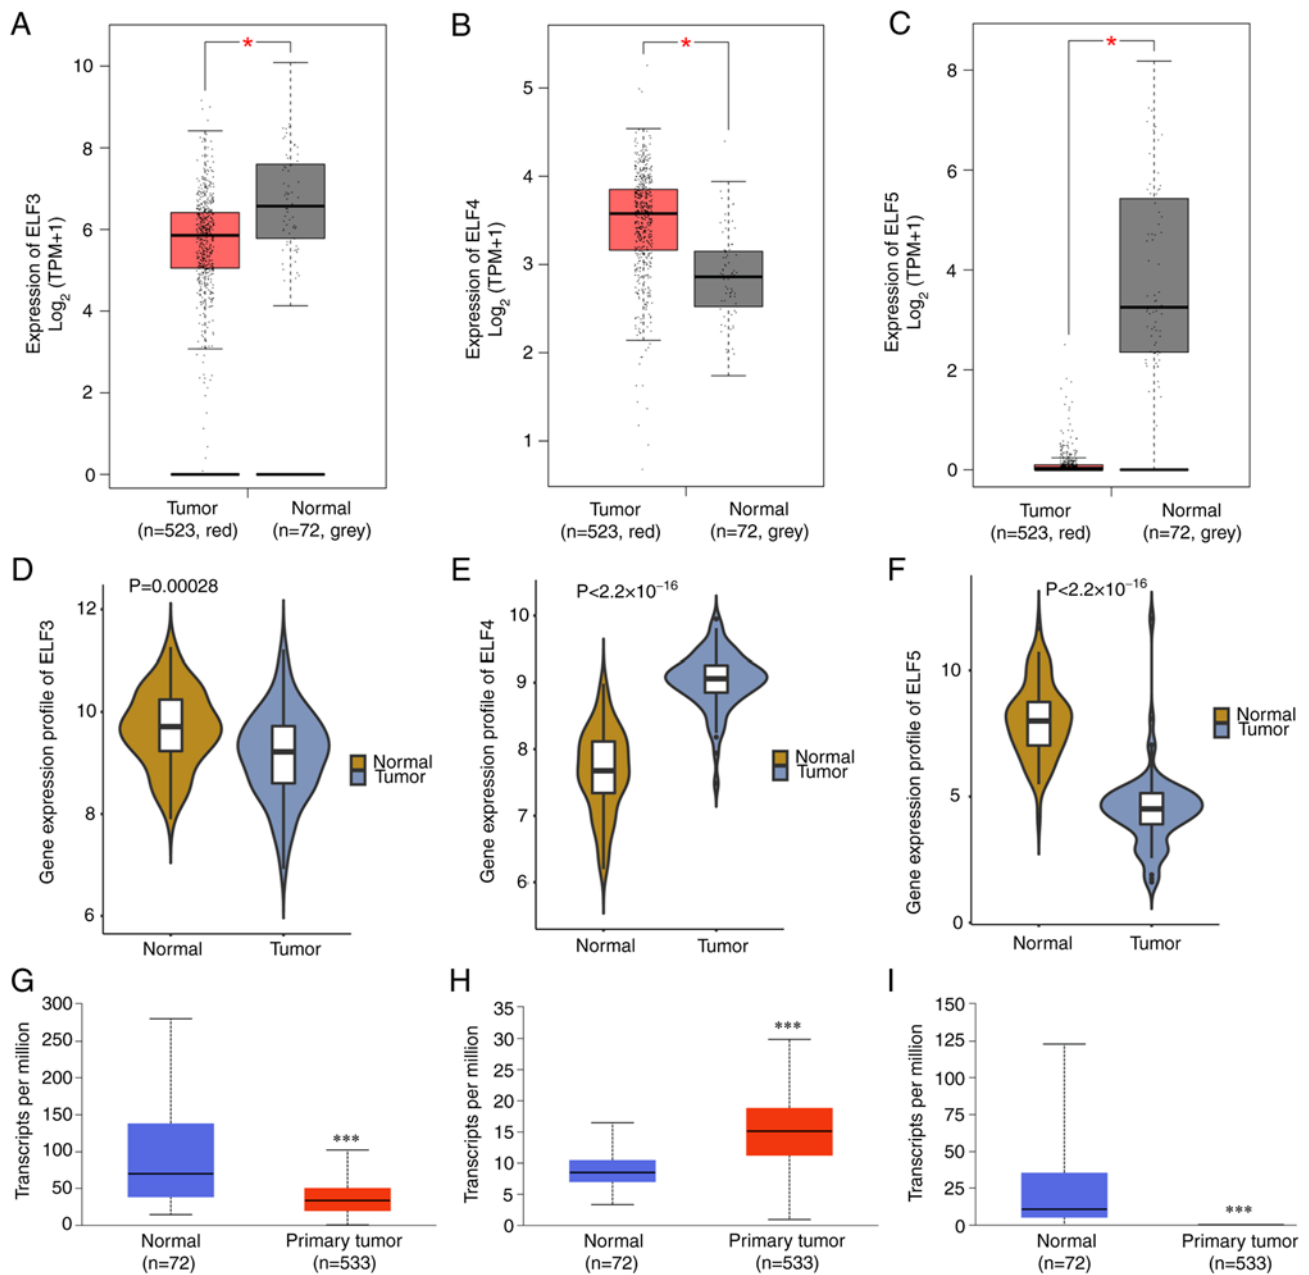 A
Expression of ELF3
Log2 (TPM+1)
10
8
6
4
2
0
*
Tumor
(n=523, red)
Normal
(n=72, grey)
B
Expression of ELF4
Log2 (TPM+1)
5
4
3
2
1
*
Tumor
(n=523, red)
Normal
(n=72, grey)
C
Expression of ELF5
Log2 (TPM+1)
8
6
4
2
0
*
Tumor
(n=523, red)
Normal
(n=72, grey)
D
P=0.00028
Gene expression profile of ELF3
12
10
8
6
Normal
Tumor
Normal
Tumor
E
P<2.2×10−16
Gene expression profile of ELF4
10
9
8
7
6
Normal
Tumor
Normal
Tumor
F
P<2.2×10−16
Gene expression profile of ELF5
10
5
0
Normal
Tumor
Normal
Tumor
G
Transcripts per million
300
250
200
150
100
50
0
***
Normal
(n=72)
Primary tumor
(n=533)
H
Transcripts per million
35
30
25
20
15
10
5
0
***
Normal
(n=72)
Primary tumor
(n=533)
I
Transcripts per million
150
125
100
75
50
25
0
***
Normal
(n=72)
Primary tumor
(n=533)